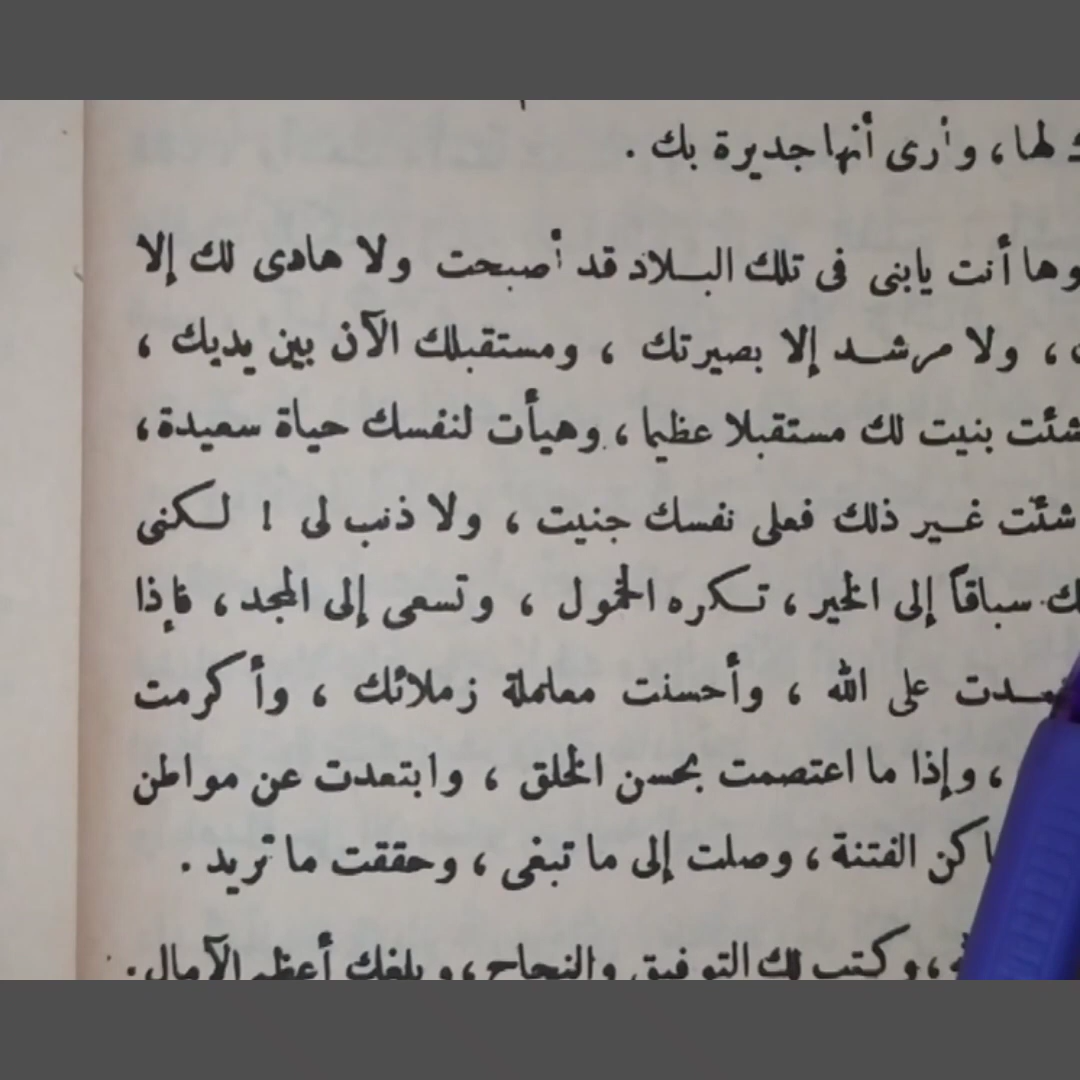 لها، وأرى أنها جديرة بك .
وها أنت يابنى فى تلك البلاد قد أصبحت ولا هادى لك إلا
، ولا مرشد إلا بصيرتك ، ومستقبلك الآن بين يديك ،
شئت بنيت لك مستقبلا عظيما ، وهيأت لنفسك حياة سعيدة ،
شئت غير ذلك فعلى نفسك جنيت ، ولا ذنب لى ! لكنى
سباقاً إلى الخير ، تكره الخمول ، وتسعى إلى المجد ، فإذا
على الله ، وأحسنت معاملة زملائك ، وأكرمت
، وإذا ما اعتصمت بحسن الخلق ، وابتعدت عن مواطن
الفتنة ، وصلت إلى ما تبغى ، وحققت ما تريد .
، وكتب لك التوفيق والنجاح ، وبلغك أعظم الآمال .